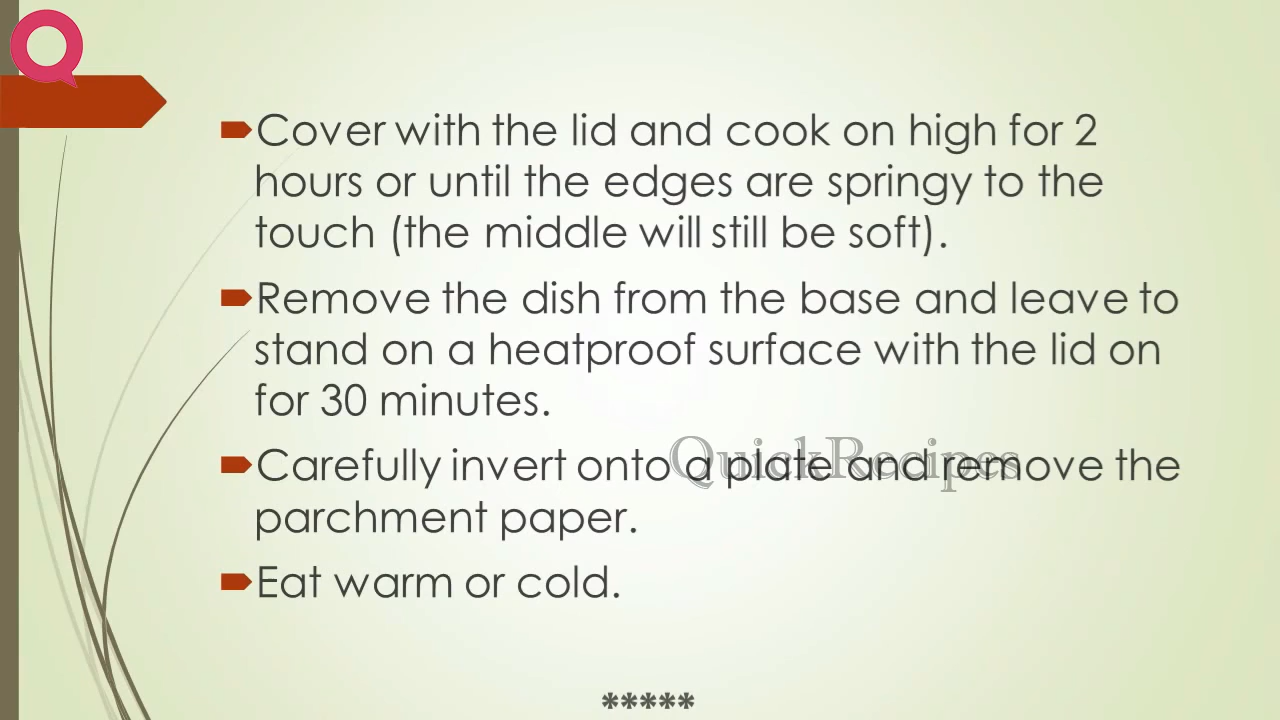 Cover with the lid and cook on high for 2
hours or until the edges are springy to the
touch (the middle will still be soft).
Remove the dish from the base and leave to
stand on a heatproof surface with the lid on
for 30 minutes.
Carefully invert onto a plate and remove the
parchment paper.
QuickRecipes
Eat warm or cold.
*****